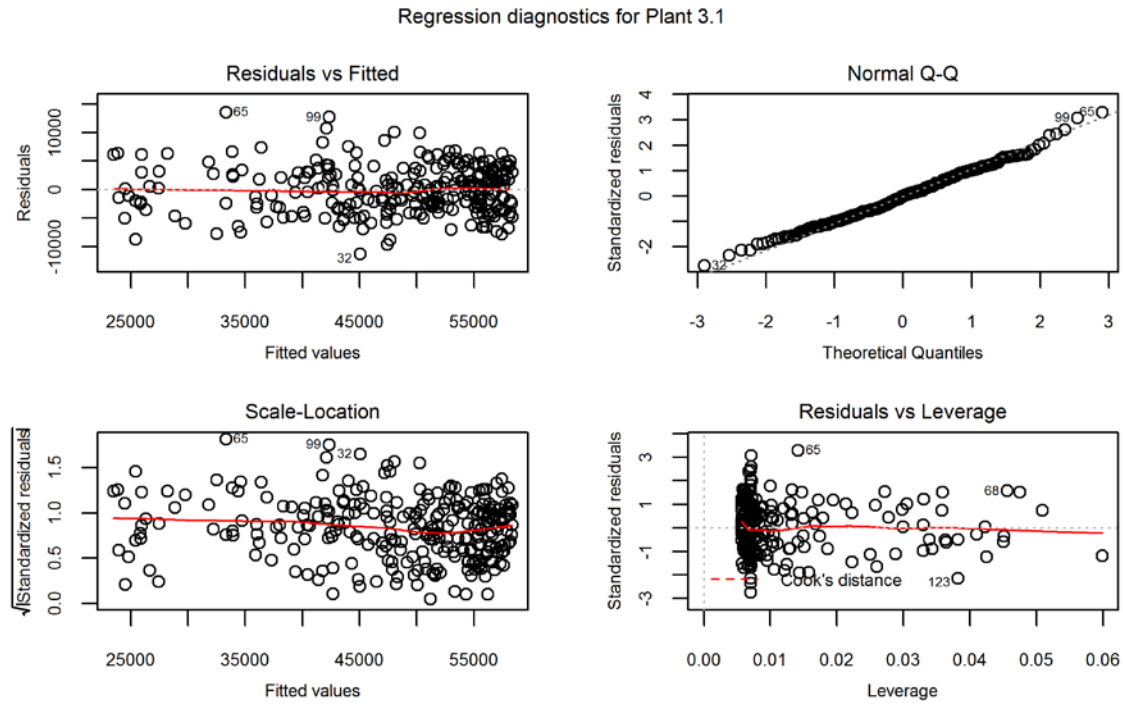 Regression diagnostics for Plant 3.1
Residuals vs Fitted
Residuals
-10000 0 10000
65
99
32
25000 35000 45000 55000
Fitted values
Normal Q-Q
Standardized residuals
-2 0 1 2 3 4
99 65
32
-3 -2 -1 0 1 2 3
Theoretical Quantiles
Scale-Location
√|Standardized residuals|
0.0 0.5 1.0 1.5
65
99
32
25000 35000 45000 55000
Fitted values
Residuals vs Leverage
Standardized residuals
-3 -1 1 3
65
68
Cook's distance
123
0.00 0.01 0.02 0.03 0.04 0.05 0.06
Leverage